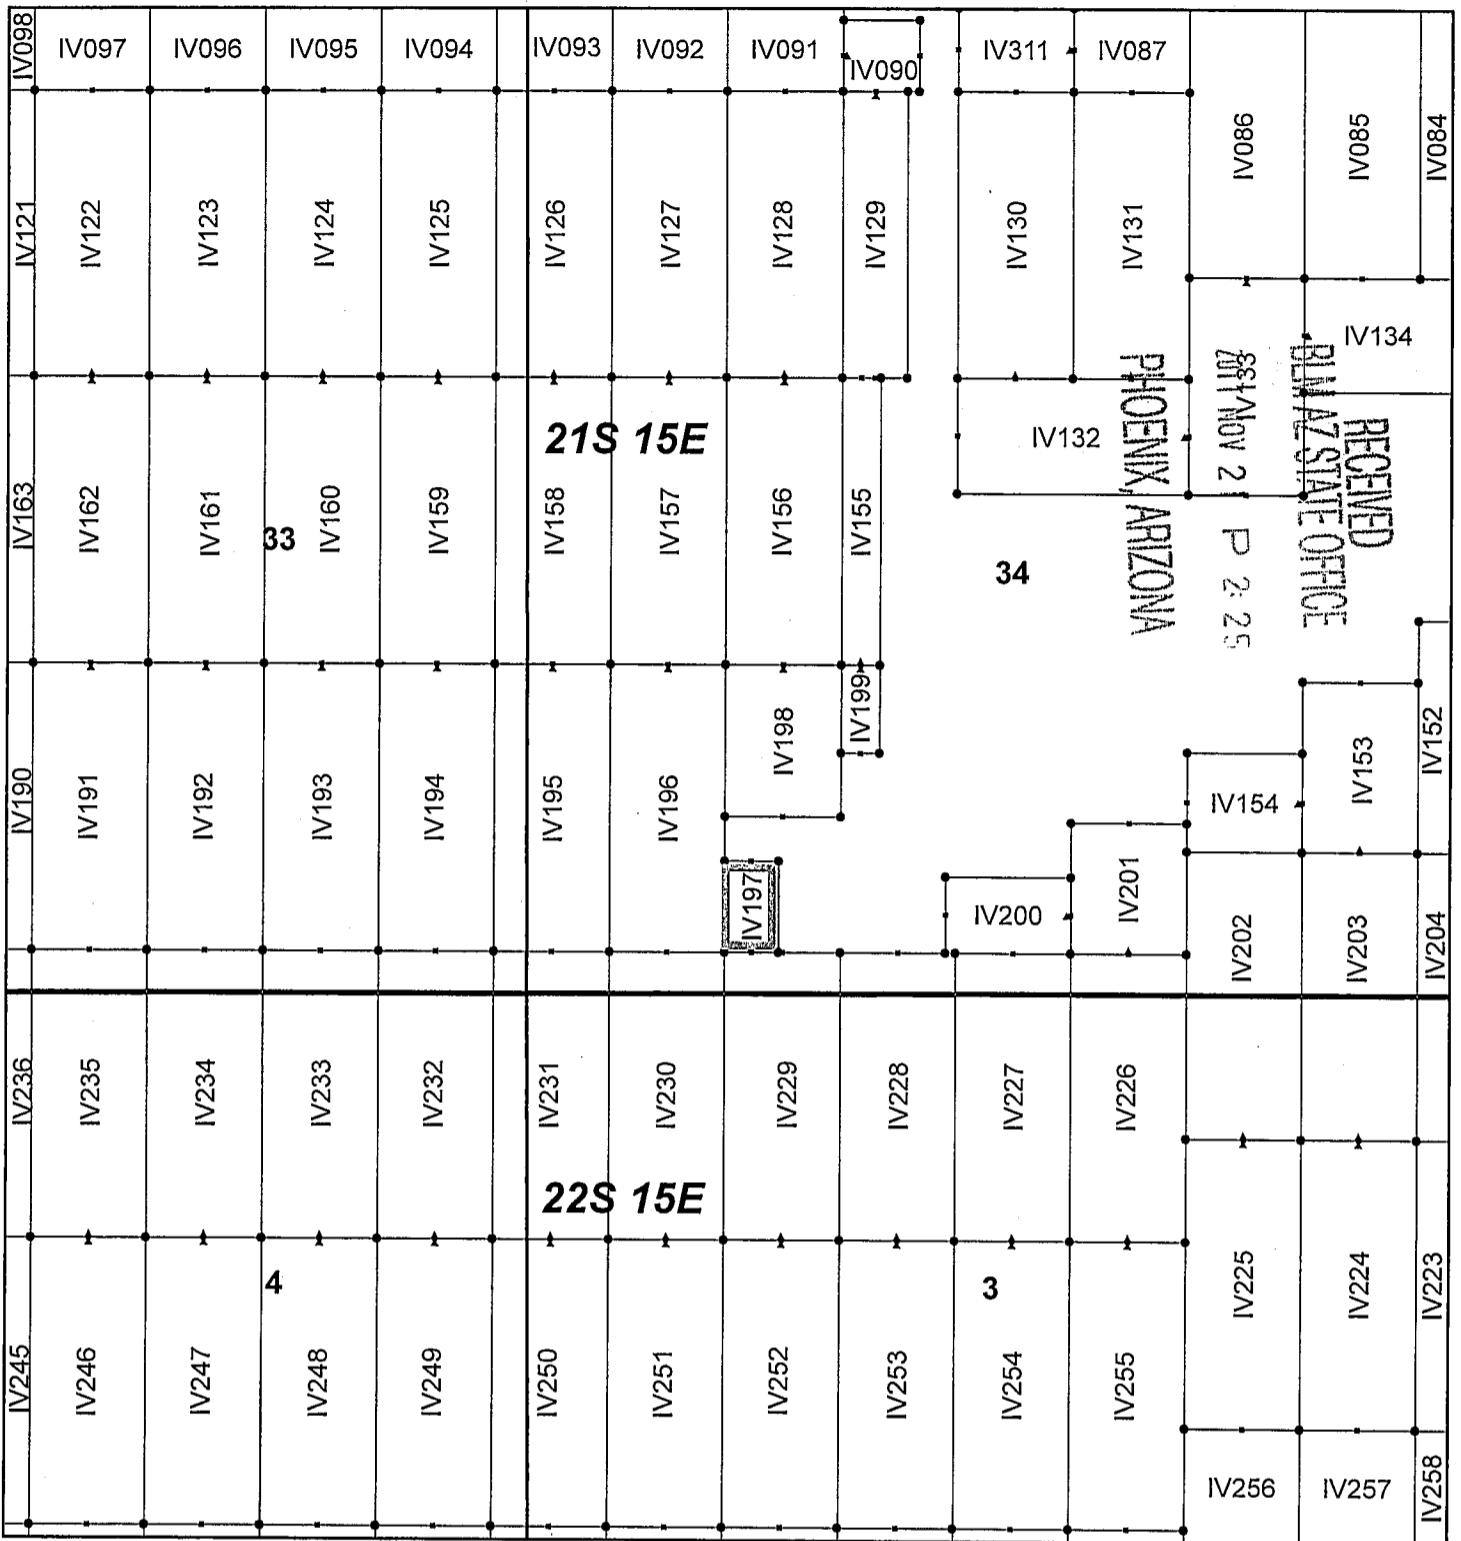 IV098 IV097 IV096 IV095 IV094 IV093 IV092 IV091 IV090 IV311 IV087
IV086 IV085 IV084
IV121 IV122 IV123 IV124 IV125 IV126 IV127 IV128 IV129 IV130 IV131
IV134
21S 15E
IV132
RECEIVED
BLM AZ STATE OFFICE
2011 NOV 21 P 2:25
PHOENIX, ARIZONA
IV163 IV162 IV161 IV160 IV159 IV158 IV157 IV156 IV155
33
34
IV199
IV198
IV152
IV153
IV154
IV190 IV191 IV192 IV193 IV194 IV195 IV196
IV197
IV200
IV201
IV202 IV203 IV204
IV236 IV235 IV234 IV233 IV232 IV231 IV230 IV229 IV228 IV227 IV226
22S 15E
4
3
IV225 IV224 IV223
IV245 IV246 IV247 IV248 IV249 IV250 IV251 IV252 IV253 IV254 IV255
IV256 IV257 IV258